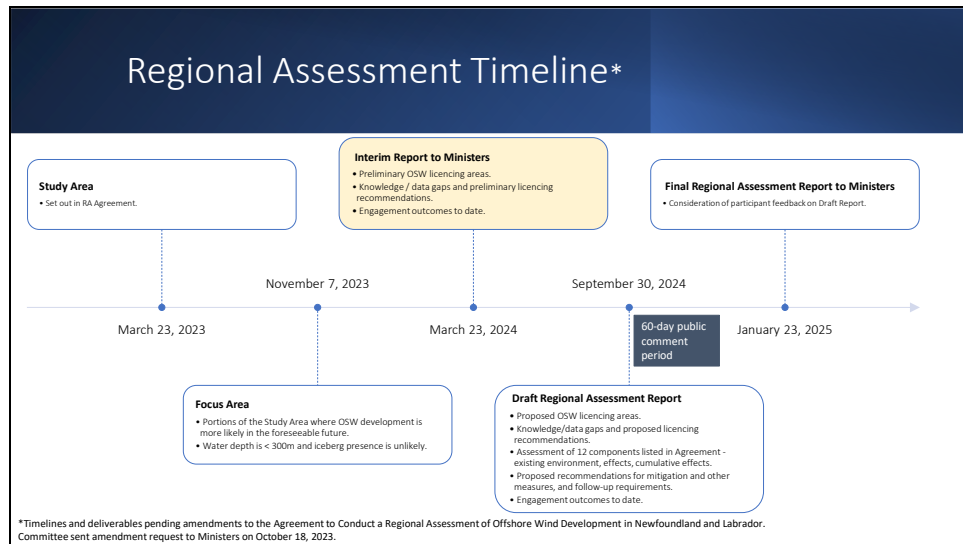 Regional Assessment Timeline*
Study Area
• Set out in RA Agreement.
Interim Report to Ministers
• Preliminary OSW licencing areas.
• Knowledge / data gaps and preliminary licencing
recommendations.
• Engagement outcomes to date.
Final Regional Assessment Report to Ministers
• Consideration of participant feedback on Draft Report.
November 7, 2023
September 30, 2024
March 23, 2023
March 23, 2024
60-day public
comment
period
January 23, 2025
Focus Area
• Portions of the Study Area where OSW development is
more likely in the foreseeable future.
• Water depth is < 300m and iceberg presence is unlikely.
Draft Regional Assessment Report
• Proposed OSW licencing areas.
• Knowledge/data gaps and proposed licencing
recommendations.
• Assessment of 12 components listed in Agreement -
existing environment, effects, cumulative effects.
• Proposed recommendations for mitigation and other
measures, and follow-up requirements.
• Engagement outcomes to date.
*Timelines and deliverables pending amendments to the Agreement to Conduct a Regional Assessment of Offshore Wind Development in Newfoundland and Labrador.
Committee sent amendment request to Ministers on October 18, 2023.